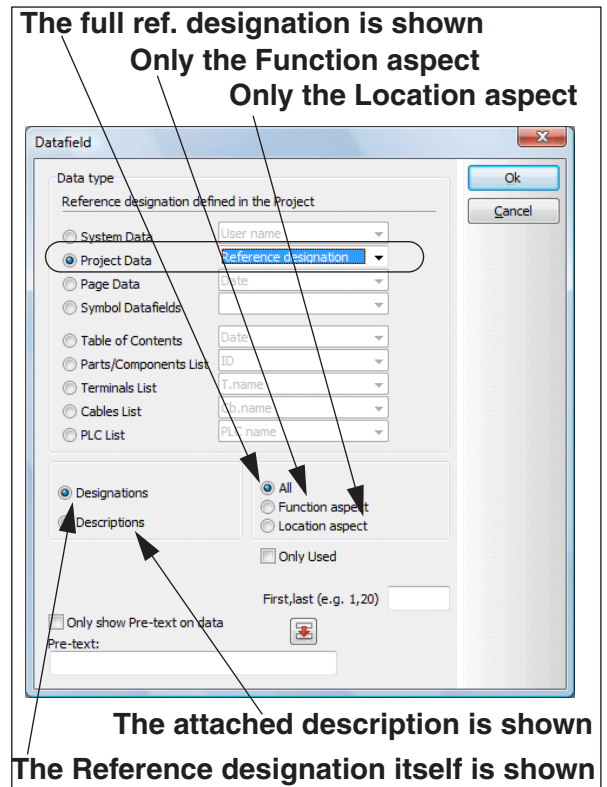 The full ref. designation is shown
Only the Function aspect
Only the Location aspect
Datafield
Data type
Reference designation defined in the Project
Ok
Cancel
System Data
User name
Project Data
Reference designation
Page Data
Date
Symbol Datafields
Table of Contents
Date
Parts/Components List
ID
Terminals List
T.name
Cables List
Cb.name
PLC List
PLC name
Designations
Descriptions
All
Function aspect
Location aspect
Only Used
First,last (e.g. 1,20)
Only show Pre-text on data
Pre-text:
The attached description is shown
The Reference designation itself is shown